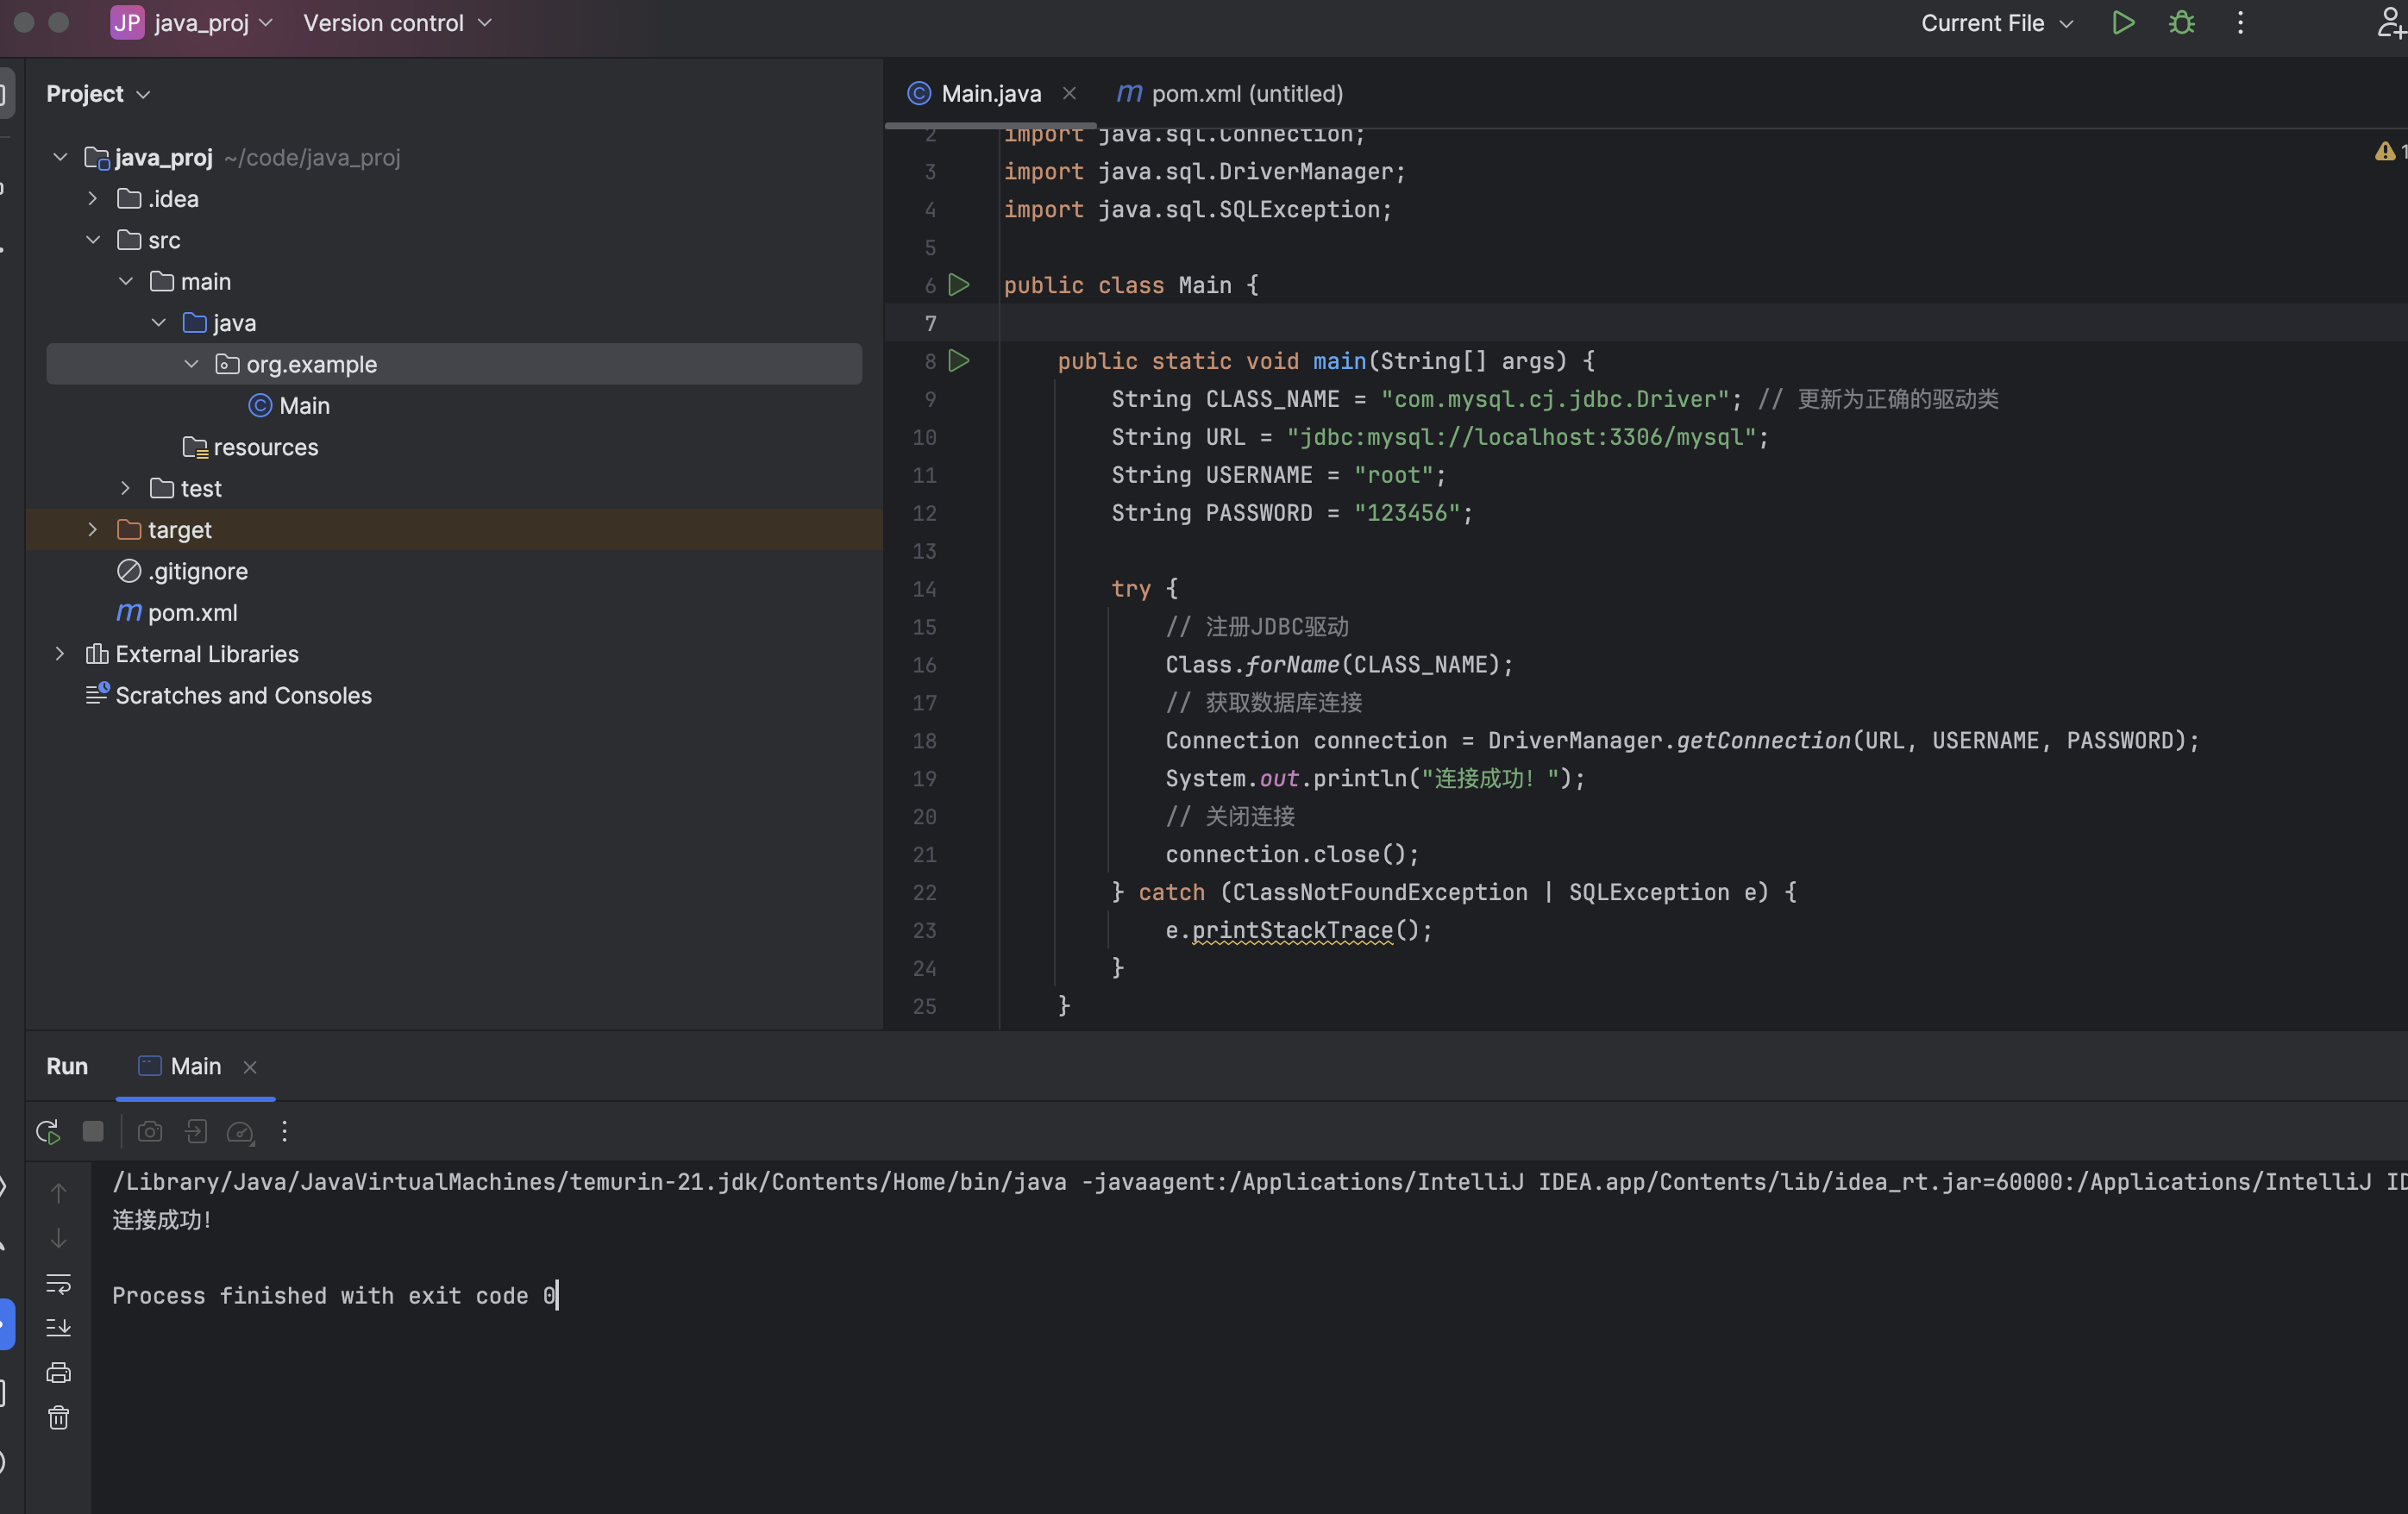 JP java_proj Version control Current File
Project
java_proj ~/code/java_proj
.idea
src
main
java
org.example
Main
resources
test
target
.gitignore
pom.xml
External Libraries
Scratches and Consoles
Main.java pom.xml (untitled)
2 import java.sql.Connection;
3 import java.sql.DriverManager;
4 import java.sql.SQLException;
5
6 public class Main {
7
8 public static void main(String[] args) {
9 String CLASS_NAME = "com.mysql.cj.jdbc.Driver"; // 更新为正确的驱动类
10 String URL = "jdbc:mysql://localhost:3306/mysql";
11 String USERNAME = "root";
12 String PASSWORD = "123456";
13
14 try {
15 // 注册JDBC驱动
16 Class.forName(CLASS_NAME);
17 // 获取数据库连接
18 Connection connection = DriverManager.getConnection(URL, USERNAME, PASSWORD);
19 System.out.println("连接成功！");
20 // 关闭连接
21 connection.close();
22 } catch (ClassNotFoundException | SQLException e) {
23 e.printStackTrace();
24 }
25 }
Run Main
/Library/Java/JavaVirtualMachines/temurin-21.jdk/Contents/Home/bin/java -javaagent:/Applications/IntelliJ IDEA.app/Contents/lib/idea_rt.jar=60000:/Applications/IntelliJ ID
连接成功！
Process finished with exit code 0